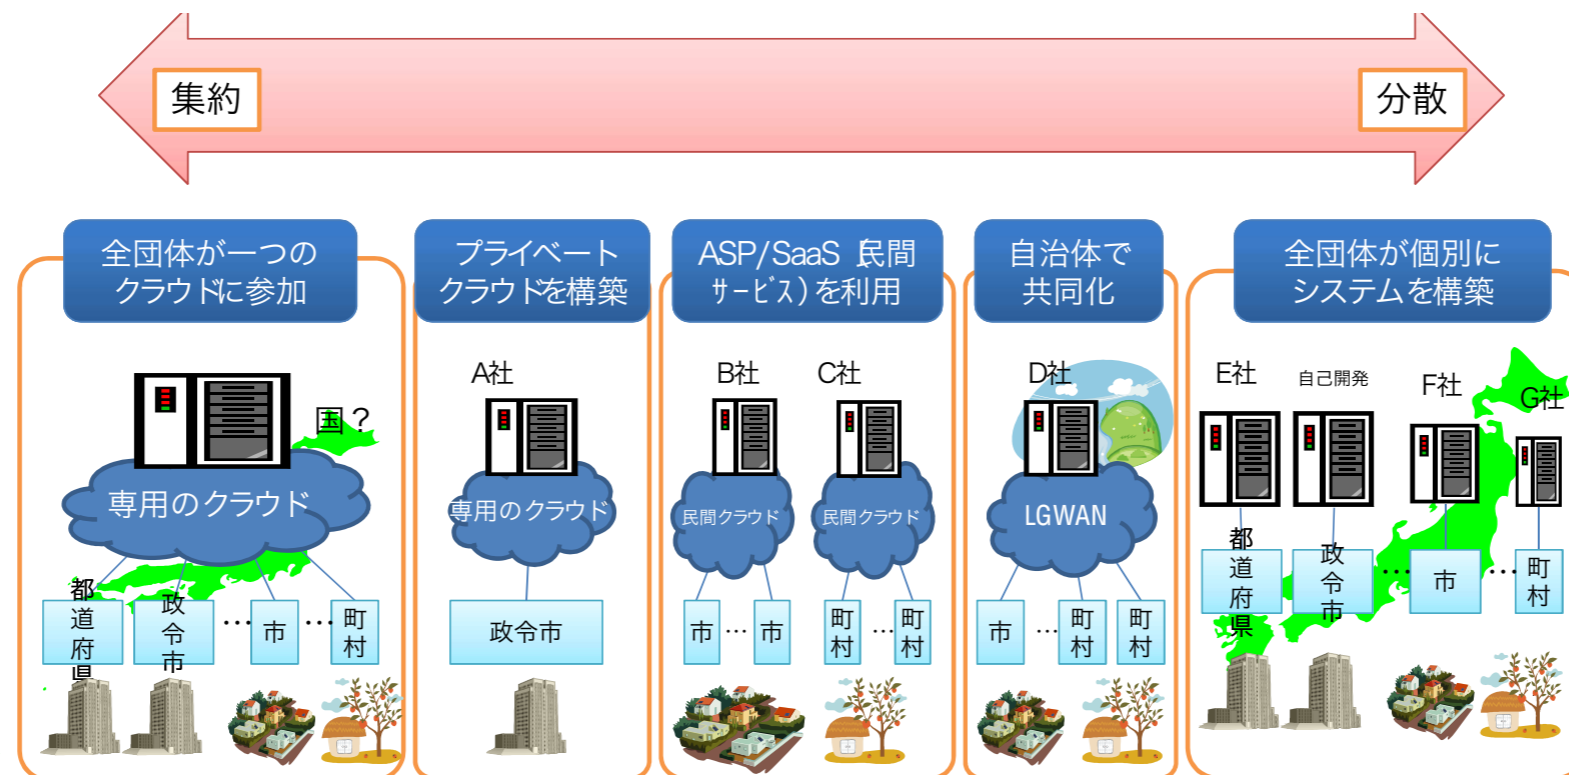 集約
分散
全団体が一つの
クラウドに参加
プライベート
クラウドを構築
ASP/SaaS（民間
サービス）を利用
自治体で
共同化
全団体が個別に
システムを構築
国？
専用のクラウド
都道府県
政令市
…
市
…
町村
A社
専用のクラウド
政令市
B社
C社
民間クラウド
民間クラウド
市
…
市
町村
…
町村
D社
LGWAN
市
…
町村
町村
E社
自己開発
F社
G社
都道府県
政令市
…
市
…
町村